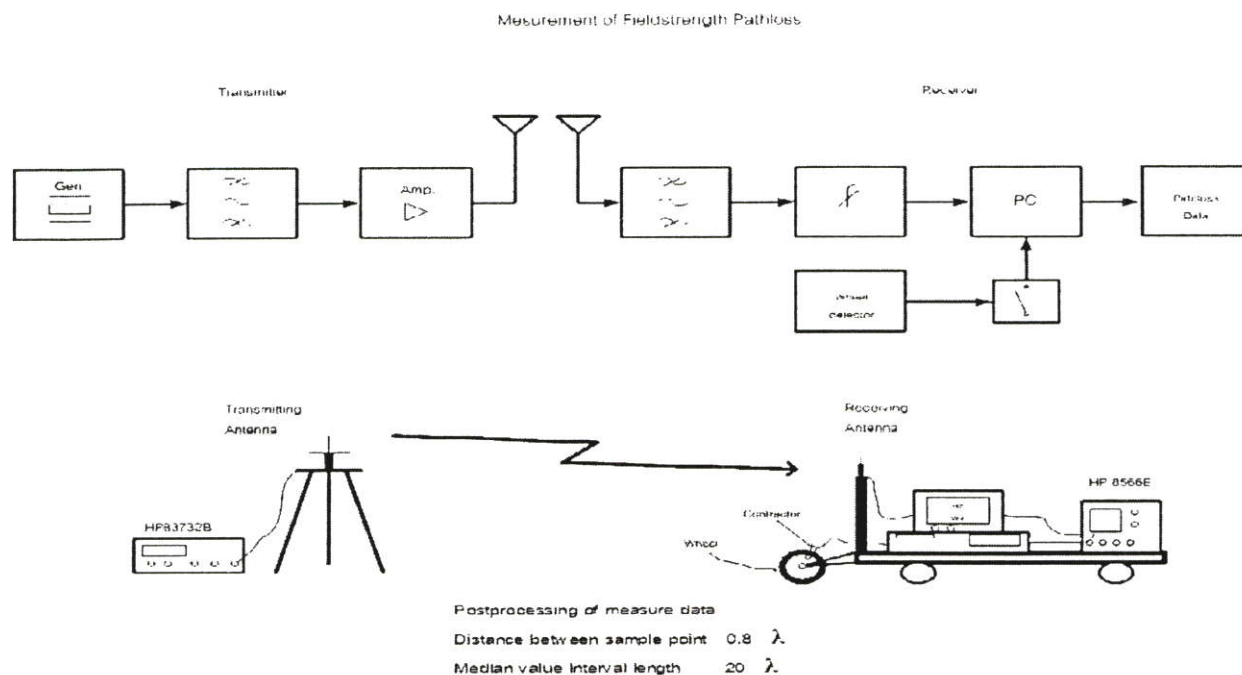 Mesurement of Fieldstrength Pathloss
Transmitter
Receiver
Gen
Amp.
PC
Pathloss
Data
Wheel
detector
Transmitting
Antenna
Receiving
Antenna
HP83732B
HP 8566E
Contractor
Wheel
Postprocessing of measure data
Distance between sample point 0.8 λ
Median value interval length 20 λ